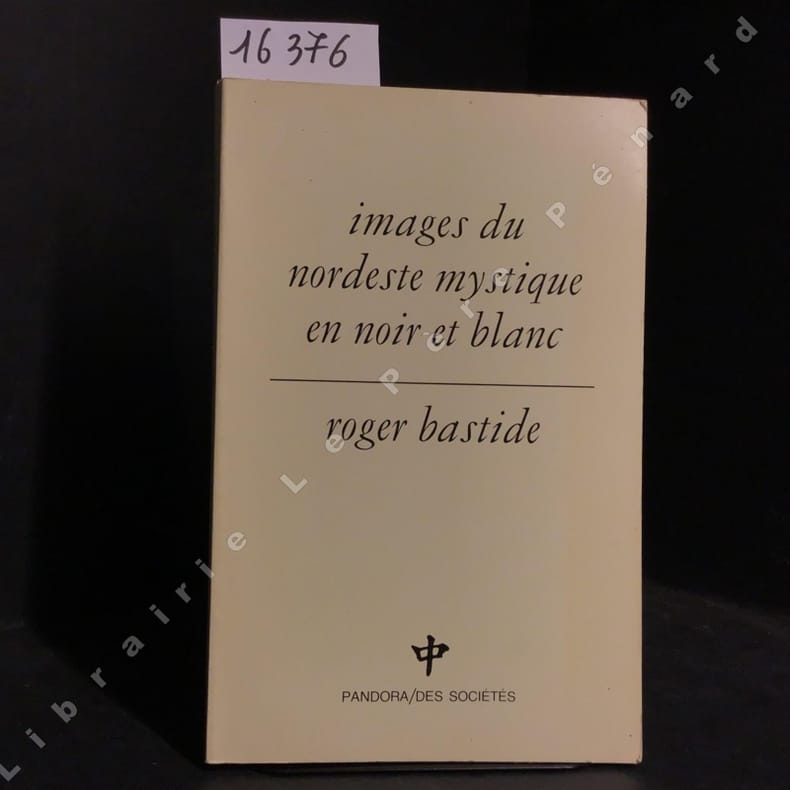 16 376
images du
nordeste mystique
en noir et blanc
roger bastide
中
PANDORA/DES SOCIÉTÉS
Librairie Le Père Pénard